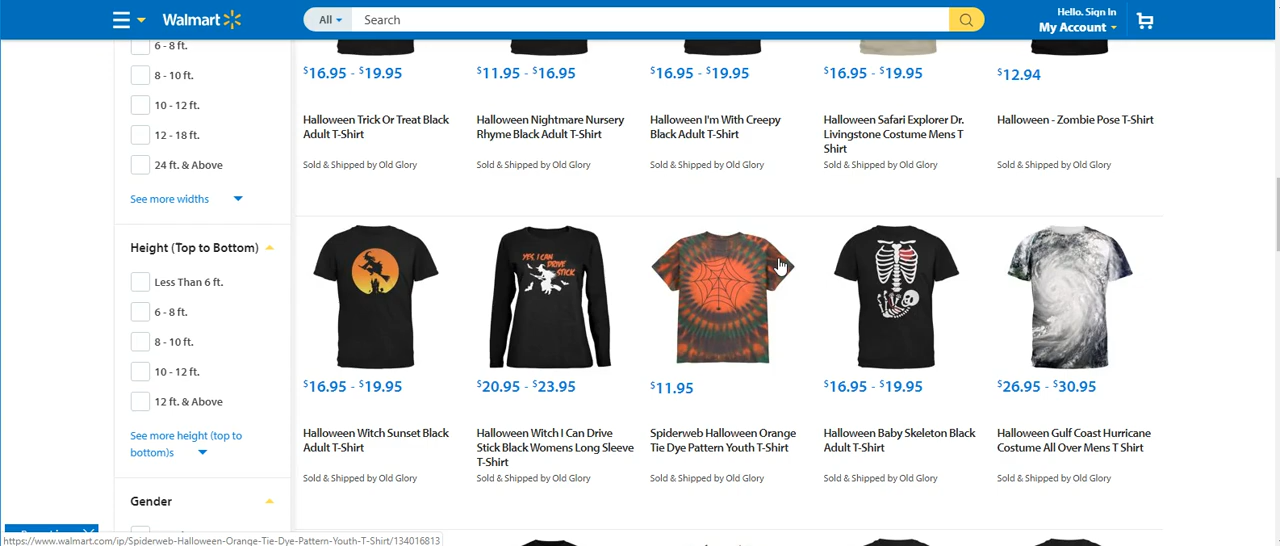 Walmart
All
Search
Hello. Sign In
My Account
6 - 8 ft.
8 - 10 ft.
10 - 12 ft.
12 - 18 ft.
24 ft. & Above
See more widths
Height (Top to Bottom)
Less Than 6 ft.
6 - 8 ft.
8 - 10 ft.
10 - 12 ft.
12 ft. & Above
See more height (top to
bottom)s
Gender
$16.95 - $19.95
$11.95 - $16.95
$16.95 - $19.95
$16.95 - $19.95
$12.94
Halloween Trick Or Treat Black
Adult T-Shirt
Sold & Shipped by Old Glory
Halloween Nightmare Nursery
Rhyme Black Adult T-Shirt
Sold & Shipped by Old Glory
Halloween I'm With Creepy
Black Adult T-Shirt
Sold & Shipped by Old Glory
Halloween Safari Explorer Dr.
Livingstone Costume Mens T
Shirt
Sold & Shipped by Old Glory
Halloween - Zombie Pose T-Shirt
Sold & Shipped by Old Glory
YES, I CAN
DRIVE
STICK
$16.95 - $19.95
$20.95 - $23.95
$11.95
$16.95 - $19.95
$26.95 - $30.95
Halloween Witch Sunset Black
Adult T-Shirt
Sold & Shipped by Old Glory
Halloween Witch I Can Drive
Stick Black Womens Long Sleeve
T-Shirt
Sold & Shipped by Old Glory
Spiderweb Halloween Orange
Tie Dye Pattern Youth T-Shirt
Sold & Shipped by Old Glory
Halloween Baby Skeleton Black
Adult T-Shirt
Sold & Shipped by Old Glory
Halloween Gulf Coast Hurricane
Costume All Over Mens T Shirt
Sold & Shipped by Old Glory
https://www.walmart.com/ip/Spiderweb-Halloween-Orange-Tie-Dye-Pattern-Youth-T-Shirt/134016813